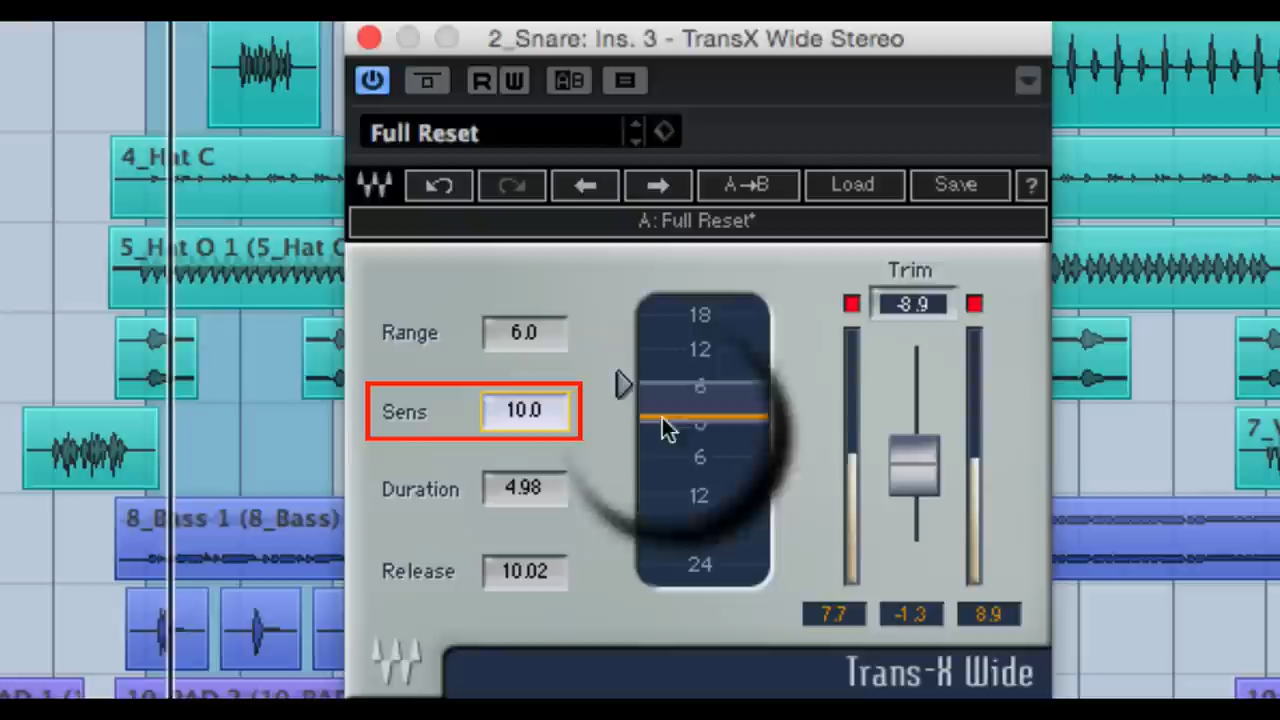 2_Snare: Ins. 3 - TransX Wide Stereo
R W AB
Full Reset
A→B Load Save ?
A: Full Reset*
4_Hat C
5_Hat O 1 (5_Hat C
8_Bass 1 (8_Bass)
Trim
-8.9
Range 6.0
Sens 10.0
Duration 4.98
Release 10.02
18
12
6
6
12
24
7.7 -1.3 8.9
Trans-X Wide